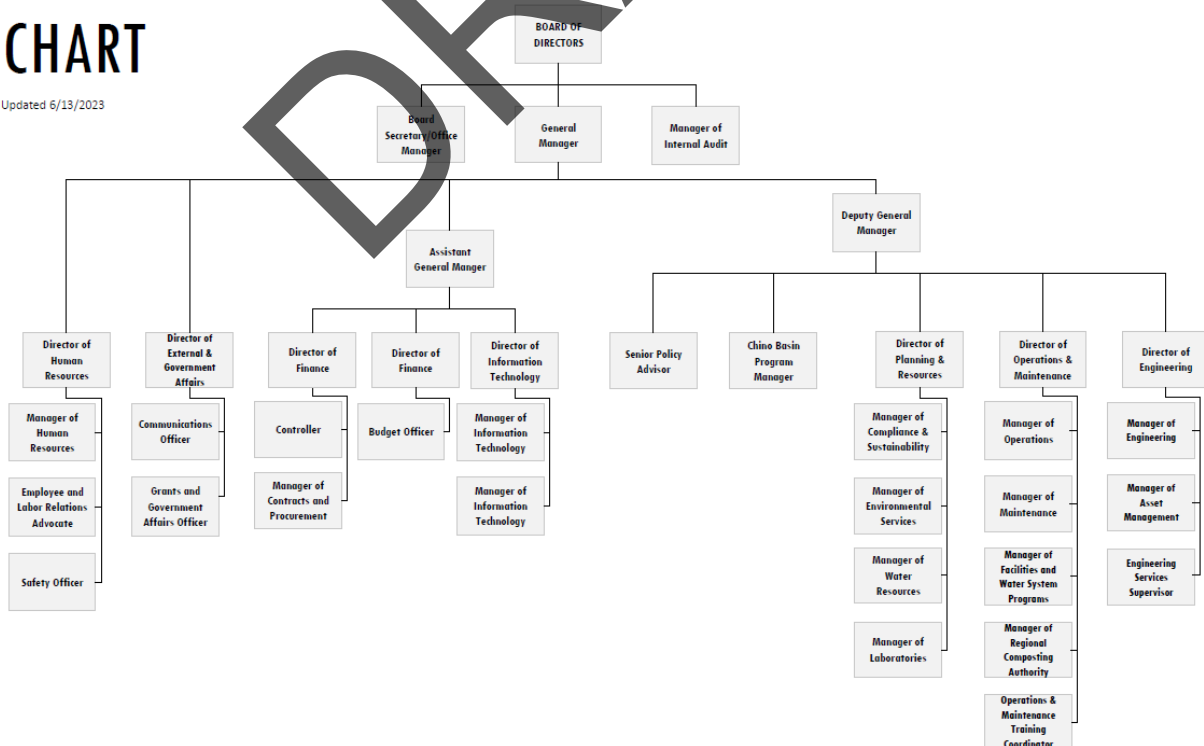 CHART
Updated 6/13/2023
BOARD OF
DIRECTORS
Board
Secretary/Office
Manager
General
Manager
Manager of
Internal Audit
Deputy General
Manager
Assistant
General Manger
Director of
Human
Resources
Director of
External &
Government
Affairs
Director of
Finance
Director of
Finance
Director of
Information
Technology
Senior Policy
Advisor
Chino Basin
Program
Manager
Director of
Planning &
Resources
Director of
Operations &
Maintenance
Director of
Engineering
Manager of
Human
Resources
Communications
Officer
Controller
Budget Officer
Manager of
Information
Technology
Manager of
Compliance &
Sustainability
Manager of
Operations
Manager of
Engineering
Employee and
Labor Relations
Advocate
Grants and
Government
Affairs Officer
Manager of
Contracts and
Procurement
Manager of
Information
Technology
Manager of
Environmental
Services
Manager of
Maintenance
Manager of
Asset
Management
Safety Officer
Manager of
Water
Resources
Manager of
Facilities and
Water System
Programs
Engineering
Services
Supervisor
Manager of
Laboratories
Manager of
Regional
Composting
Authority
Operations &
Maintenance
Training
Coordinator